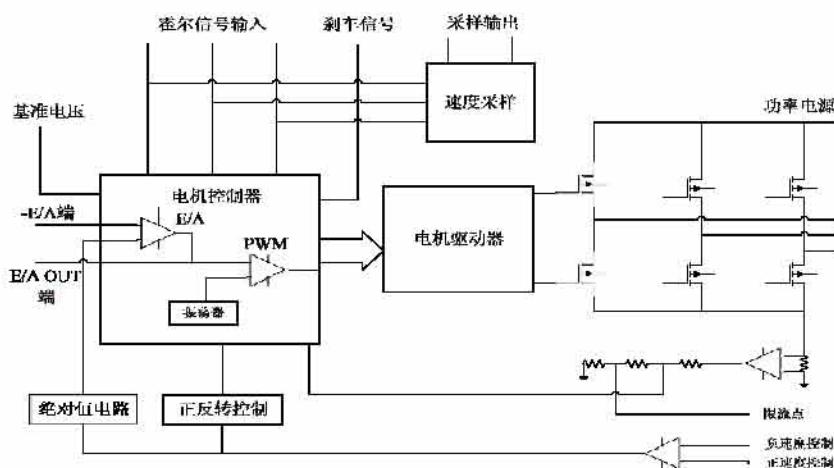 霍尔信号输入
刹车信号
采样输出
基准电压
速度采样
功率电源
电机控制器
-E/A端
E/A
PWM
电机驱动器
E/A OUT
端
振荡器
绝对值电路
正反转控制
限流点
负速度控制
正速度控制